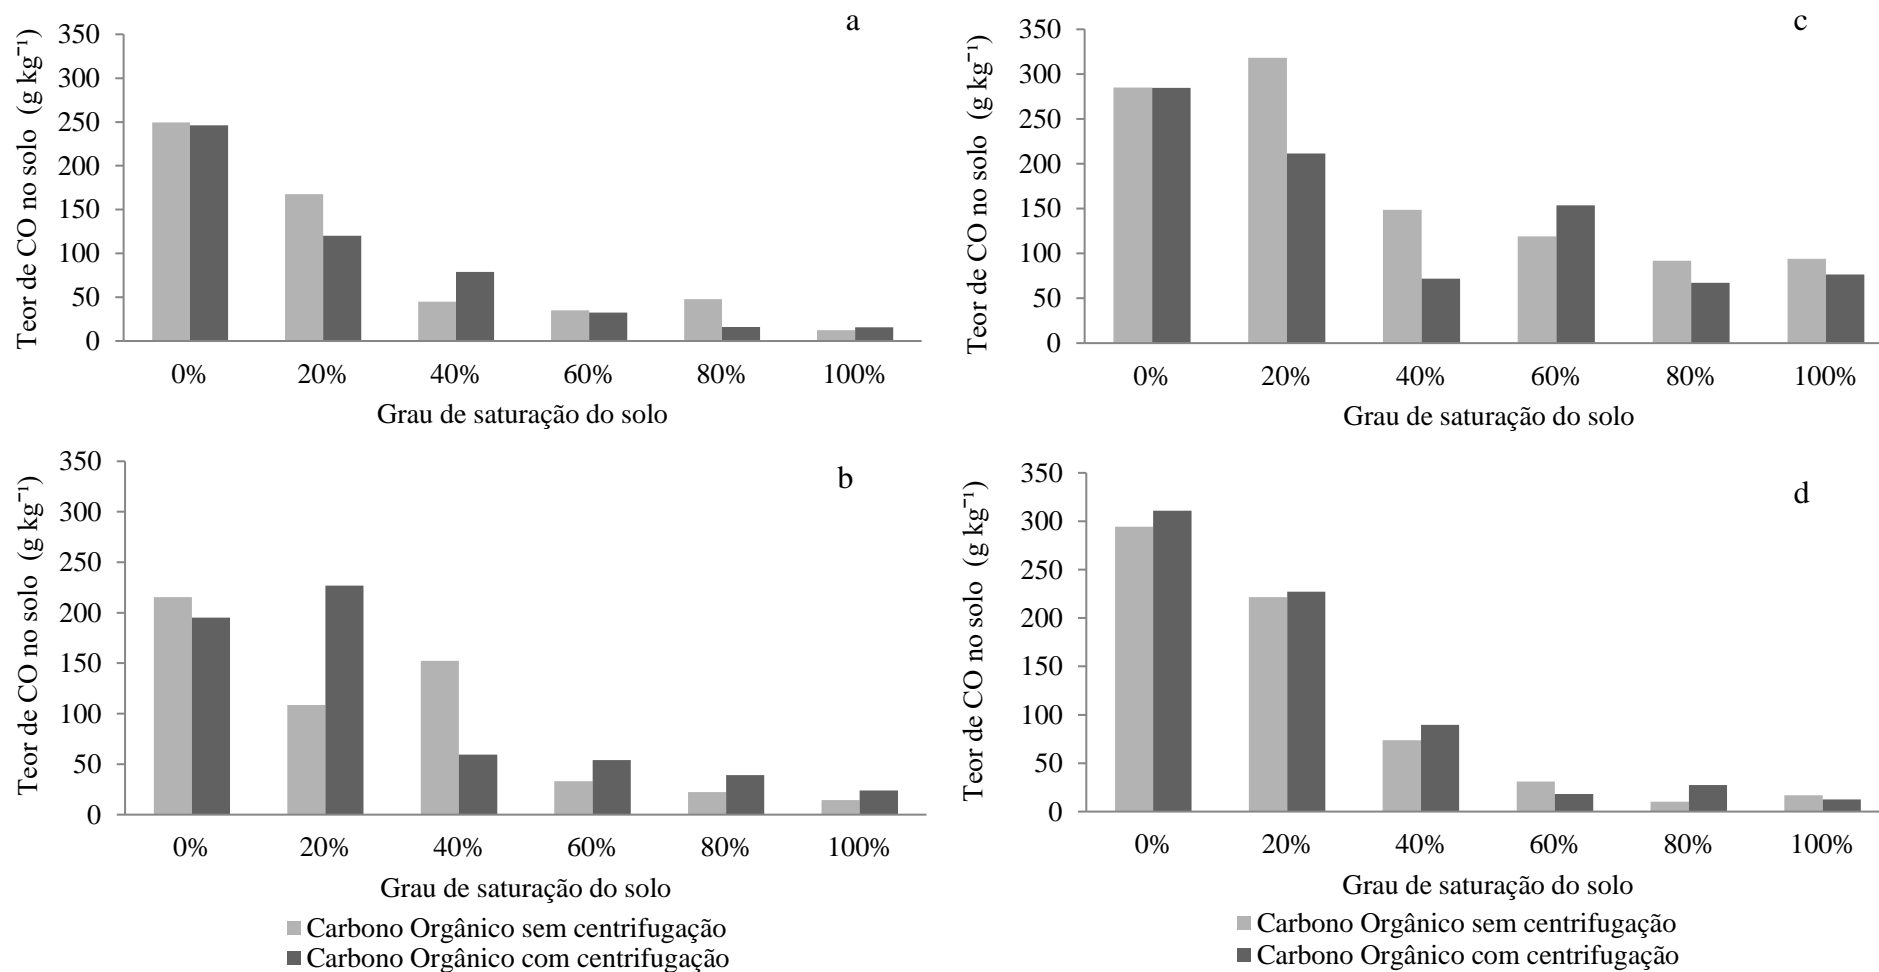 a
Teor de CO no solo (g kg⁻¹)
350
300
250
200
150
100
50
0
0% 20% 40% 60% 80% 100%
Grau de saturação do solo
c
Teor de CO no solo (g kg⁻¹)
350
300
250
200
150
100
50
0
0% 20% 40% 60% 80% 100%
Grau de saturação do solo
b
Teor de CO no solo (g kg⁻¹)
350
300
250
200
150
100
50
0
0% 20% 40% 60% 80% 100%
Grau de saturação do solo
Carbono Orgânico sem centrifugação
Carbono Orgânico com centrifugação
d
Teor de CO no solo (g kg⁻¹)
350
300
250
200
150
100
50
0
0% 20% 40% 60% 80% 100%
Grau de saturação do solo
Carbono Orgânico sem centrifugação
Carbono Orgânico com centrifugação